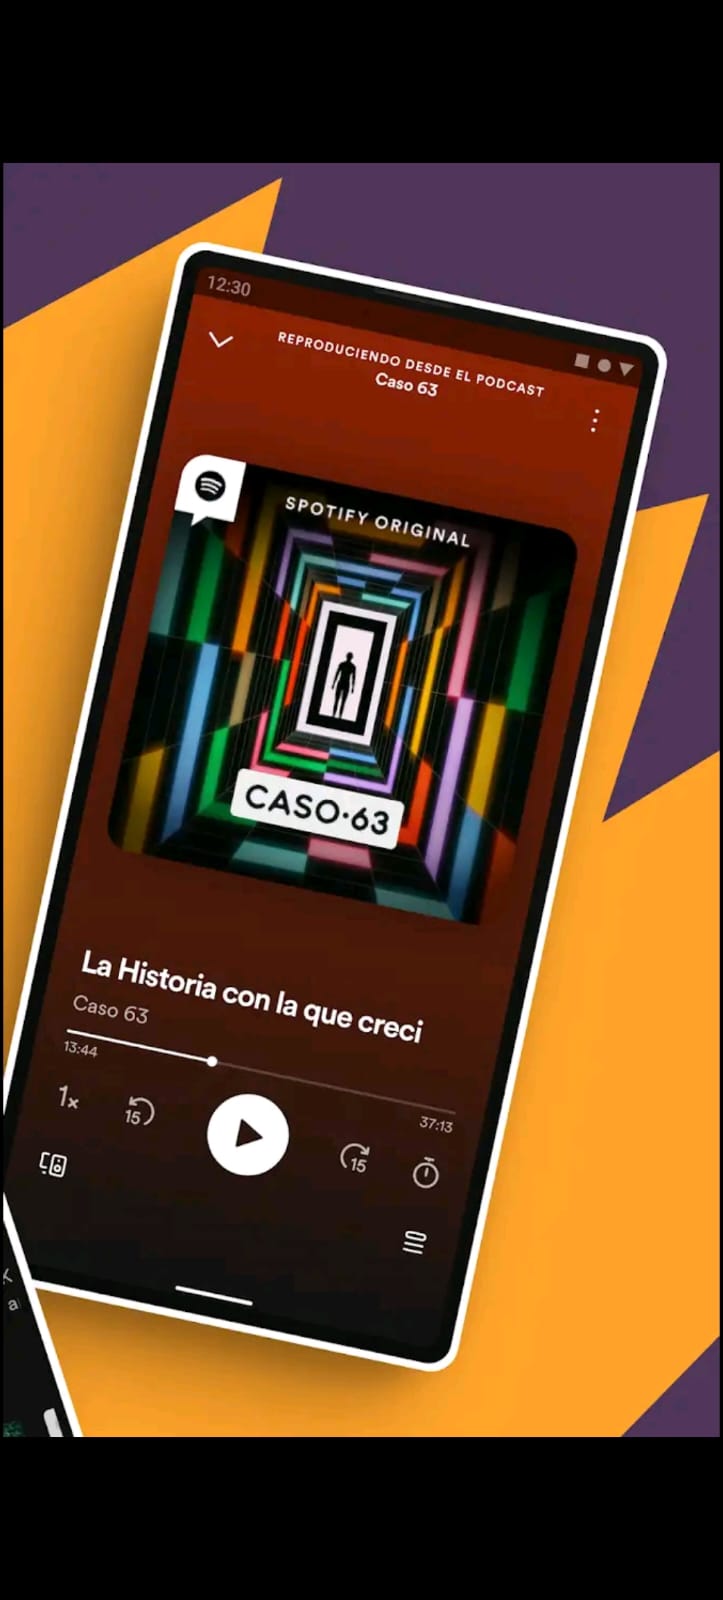 12:30
REPRODUCIENDO DESDE EL PODCAST
Caso 63
SPOTIFY ORIGINAL
CASO·63
La Historia con la que creci
Caso 63
13:44
37:13
1x
15
15
a